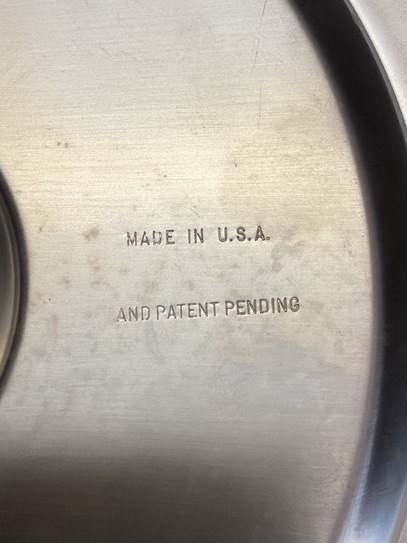 MADE IN U.S.A.
AND PATENT PENDING